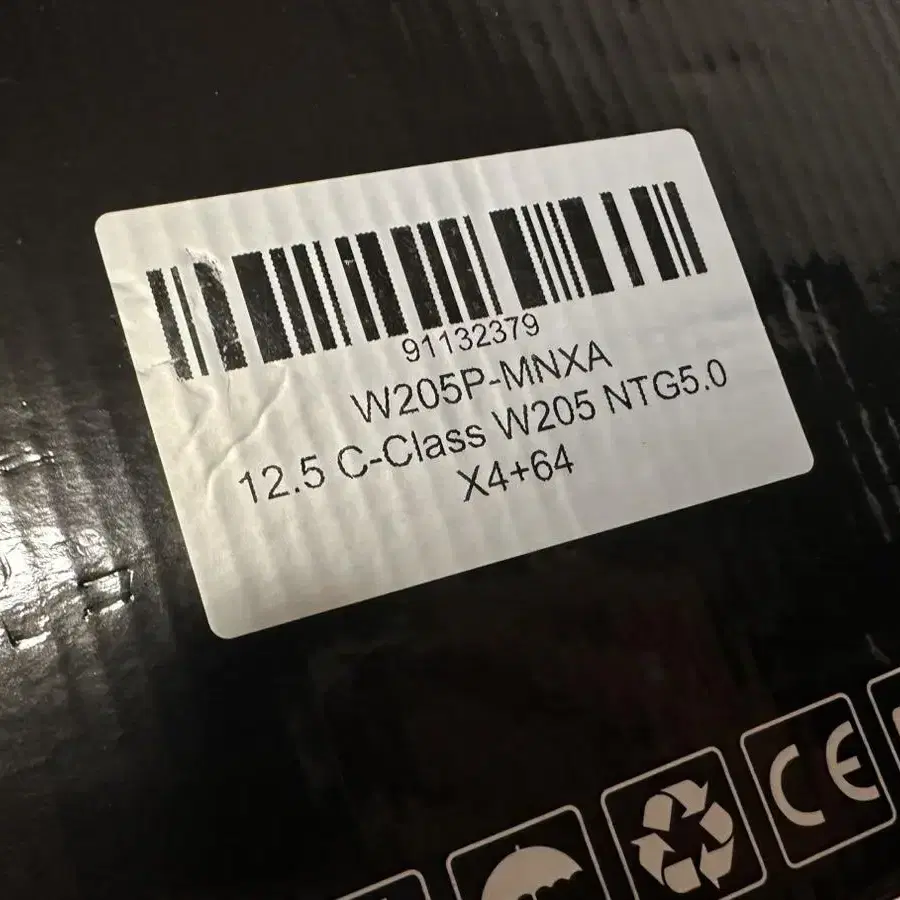 91132379
W205P-MNXA
12.5 C-Class W205 NTG5.0
X4+64
CE